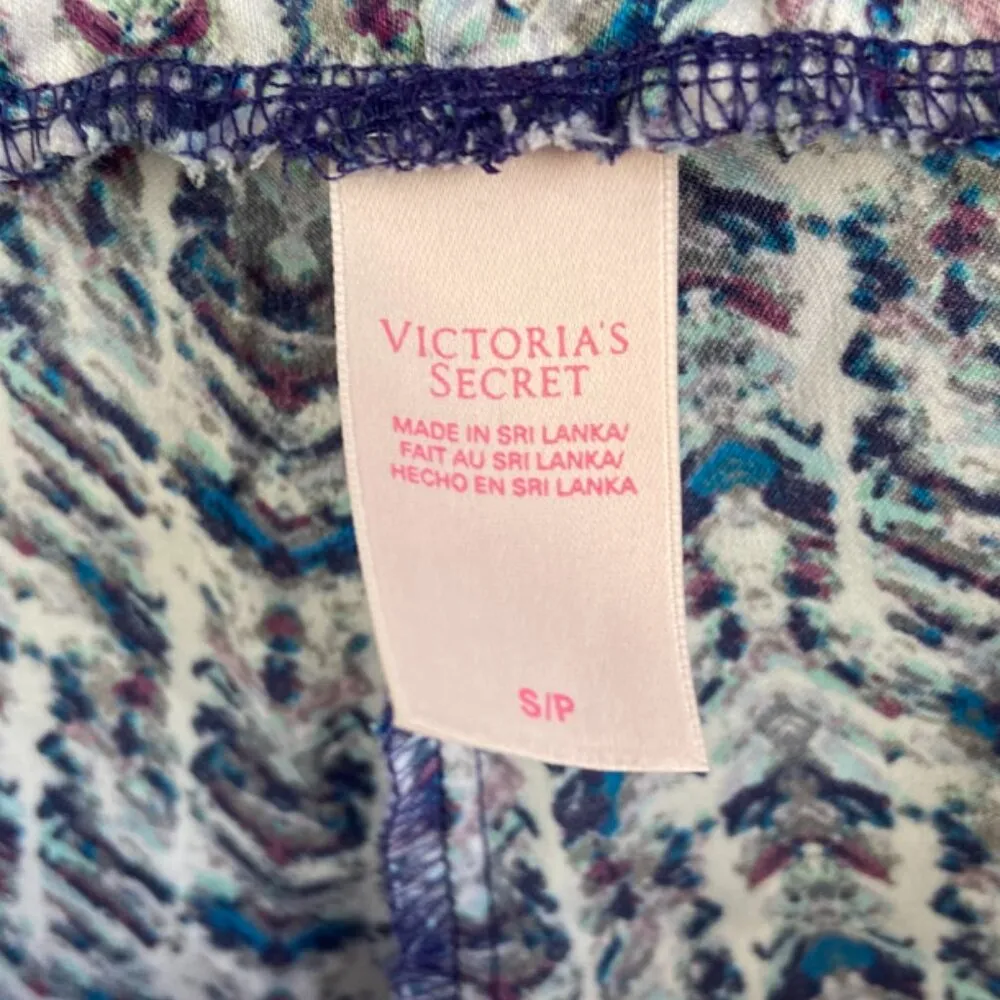 VICTORIA'S
SECRET
MADE IN SRI LANKA/
FAIT AU SRI LANKA/
HECHO EN SRI LANKA
S/P